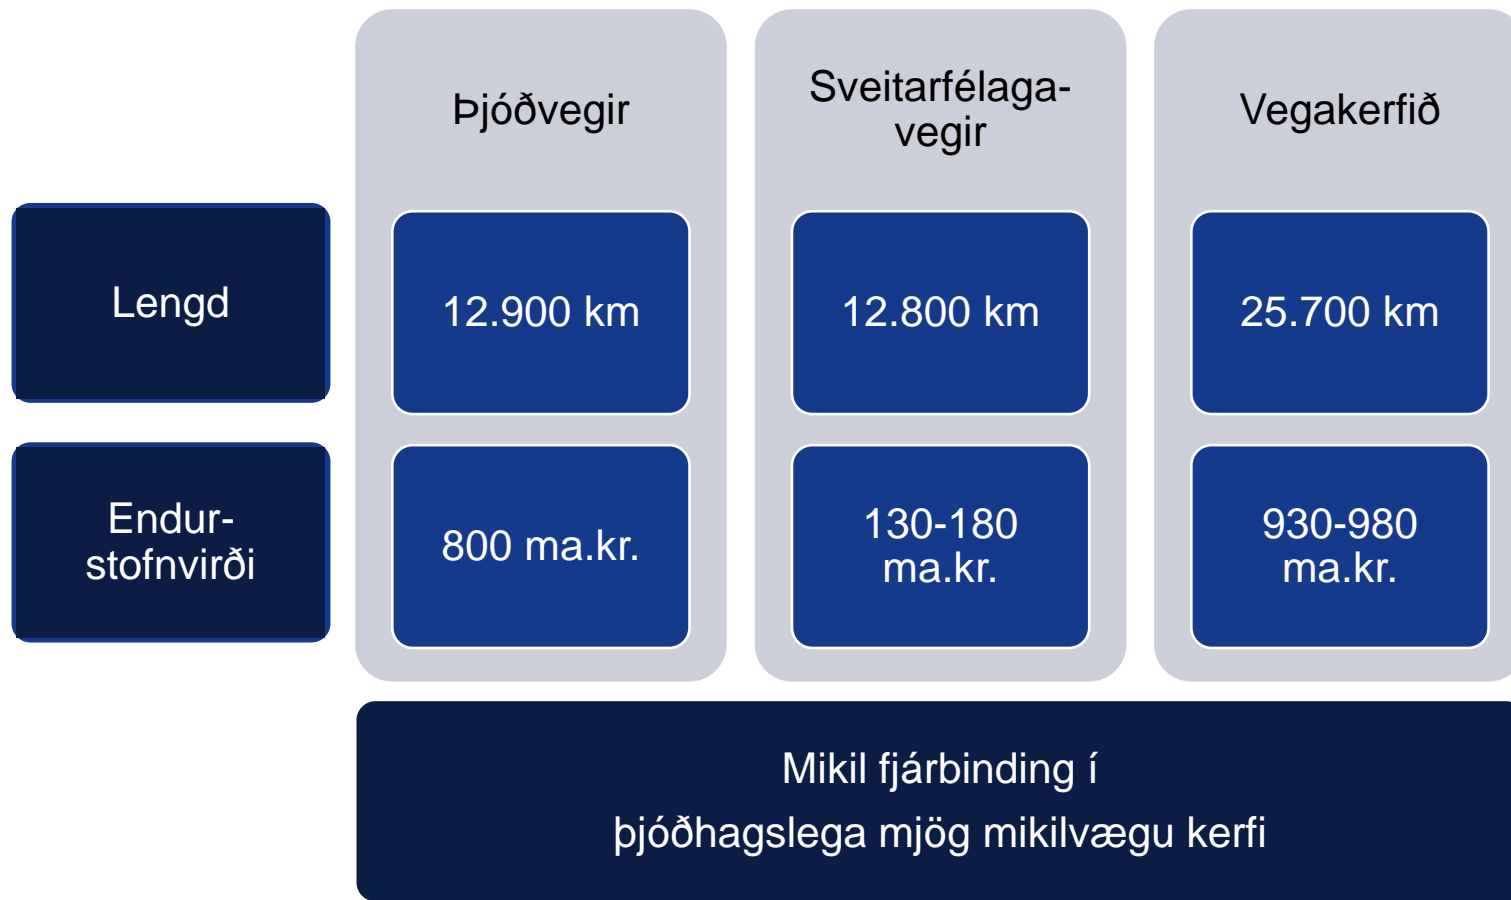 Þjóðvegir
Sveitarfélaga-
vegir
Vegakerfið
Lengd
12.900 km
12.800 km
25.700 km
Endur-
stofnvirði
800 ma.kr.
130-180
ma.kr.
930-980
ma.kr.
Mikil fjárbinding í
þjóðhagslega mjög mikilvægu kerfi